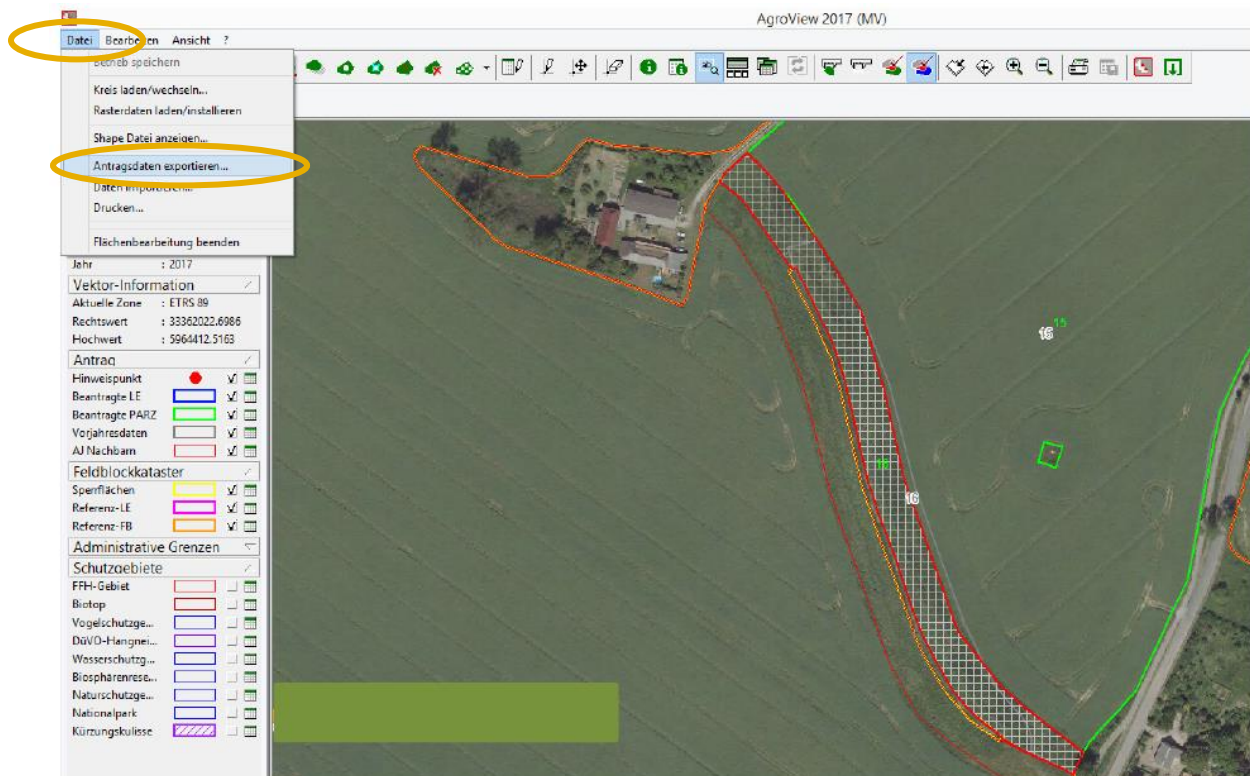 AgroView 2017 (MV)
Datei Bearbeiten Ansicht ?
Betrieb speichern
Kreis laden/wechseln...
Rasterdaten laden/installieren
Shape Datei anzeigen...
Antragsdaten exportieren...
Daten importieren...
Drucken...
Flächenbearbeitung beenden
Jahr : 2017
Vektor-Information
Aktuelle Zone : ETRS 89
Rechtswert : 33362022.6986
Hochwert : 5964412.5163
Antrag
Hinweispunkt
Beantragte LE
Beantragte PARZ
Vorjahresdaten
AJ Nachbarn
Feldblockkataster
Sperrflächen
Referenz-LE
Referenz-FB
Administrative Grenzen
Schutzgebiete
FFH-Gebiet
Biotop
Vogelschutzge...
DüVO-Hangnei...
Wasserschutzg...
Biosphärenrese...
Naturschutzge...
Nationalpark
Kürzungskulisse
15
16